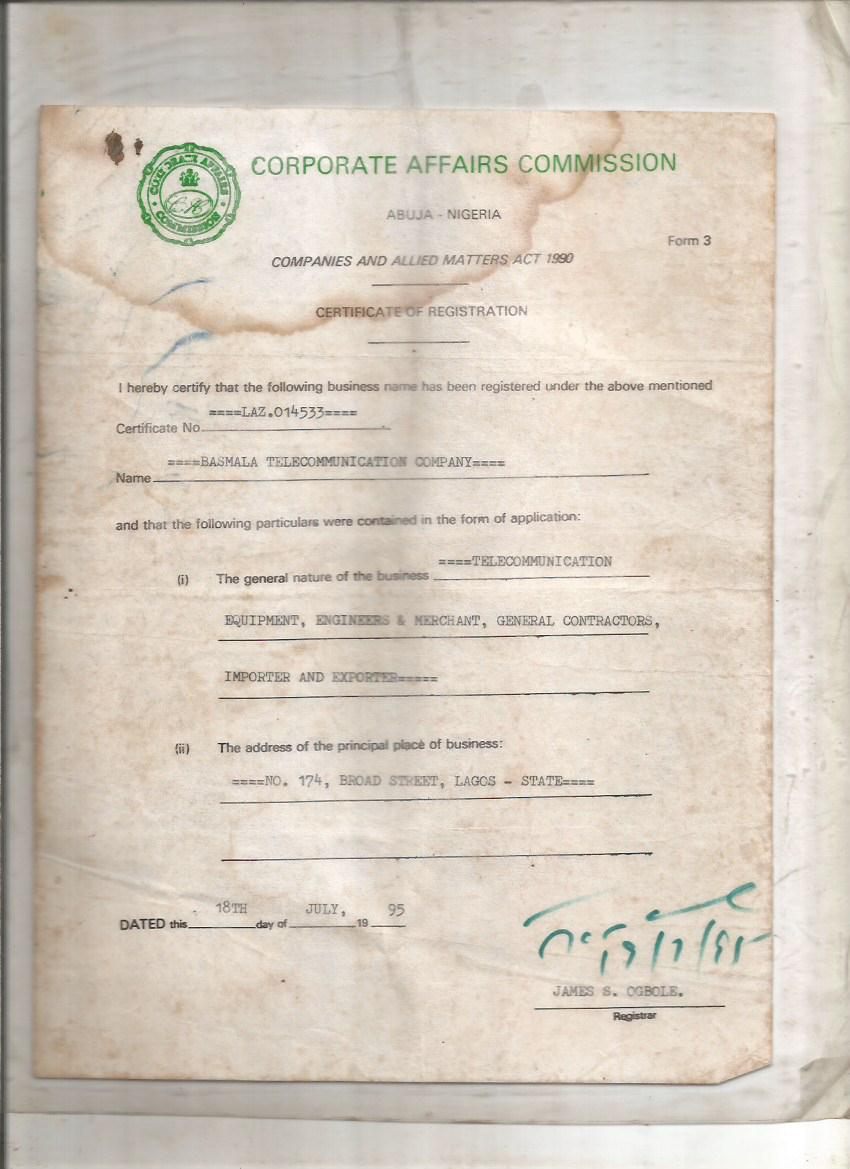 CORPORATE AFFAIRS
COMMISSION
CORPORATE AFFAIRS COMMISSION
ABUJA - NIGERIA
Form 3
COMPANIES AND ALLIED MATTERS ACT 1990
CERTIFICATE OF REGISTRATION
I hereby certify that the following business name has been registered under the above mentioned
====LAZ.014533====
Certificate No
====BASMALA TELECOMMUNICATION COMPANY====
Name
and that the following particulars were contained in the form of application:
(i) The general nature of the business ====TELECOMMUNICATION
EQUIPMENT, ENGINEERS & MERCHANT, GENERAL CONTRACTORS,
IMPORTER AND EXPORTER=====
(ii) The address of the principal place of business:
====NO. 174, BROAD STREET, LAGOS - STATE====
DATED this 18TH day of JULY, 19 95
JAMES S. OGBOLE.
Registrar